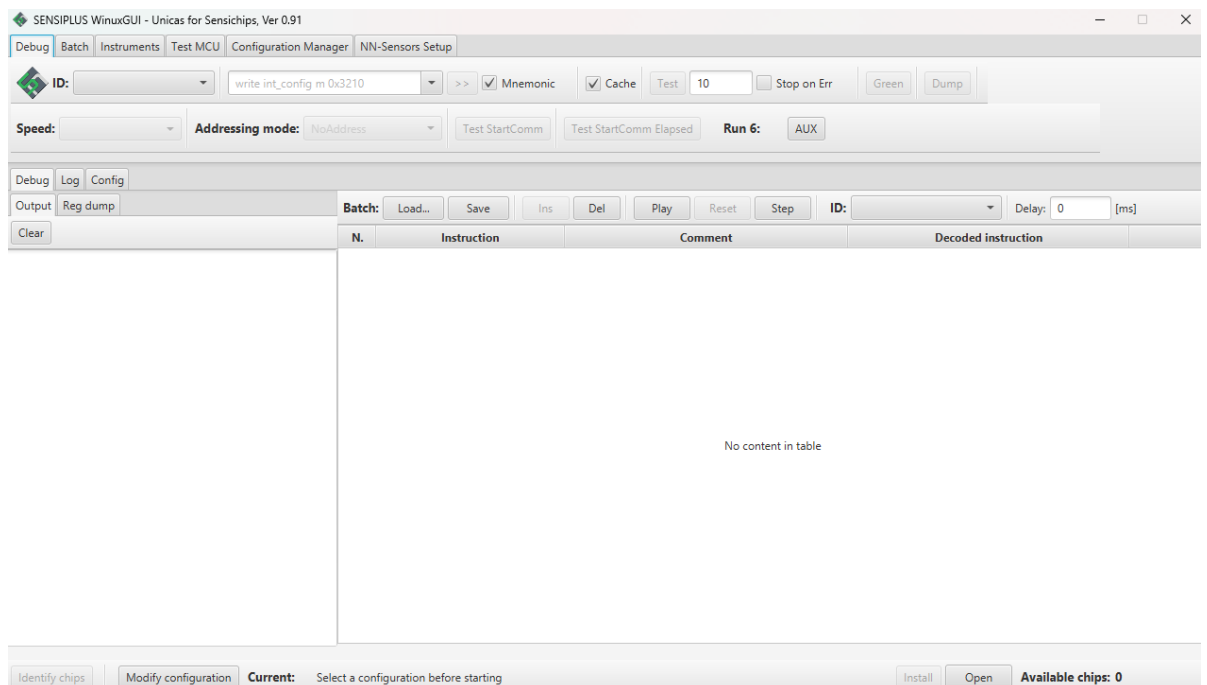 SENSIPLUS WinuxGUI - Unicas for Sensichips, Ver 0.91
Debug Batch Instruments Test MCU Configuration Manager NN-Sensors Setup
ID: write int_config m 0x3210 >> Mnemonic Cache Test 10 Stop on Err Green Dump
Speed: Addressing mode: NoAddress Test StartComm Test StartComm Elapsed Run 6: AUX
Debug Log Config
Output Reg dump
Batch: Load... Save Ins Del Play Reset Step ID: Delay: 0 [ms]
Clear
N. Instruction Comment Decoded instruction
No content in table
Identify chips Modify configuration Current: Select a configuration before starting Install Open Available chips: 0